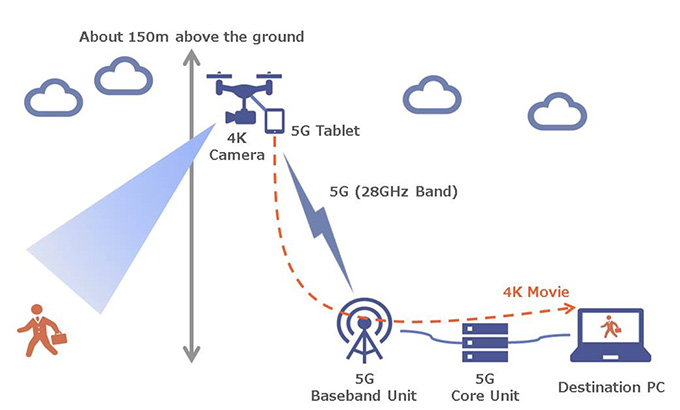 About 150m above the ground
4K
Camera
5G Tablet
5G (28GHz Band)
4K Movie
5G
Baseband Unit
5G
Core Unit
Destination PC